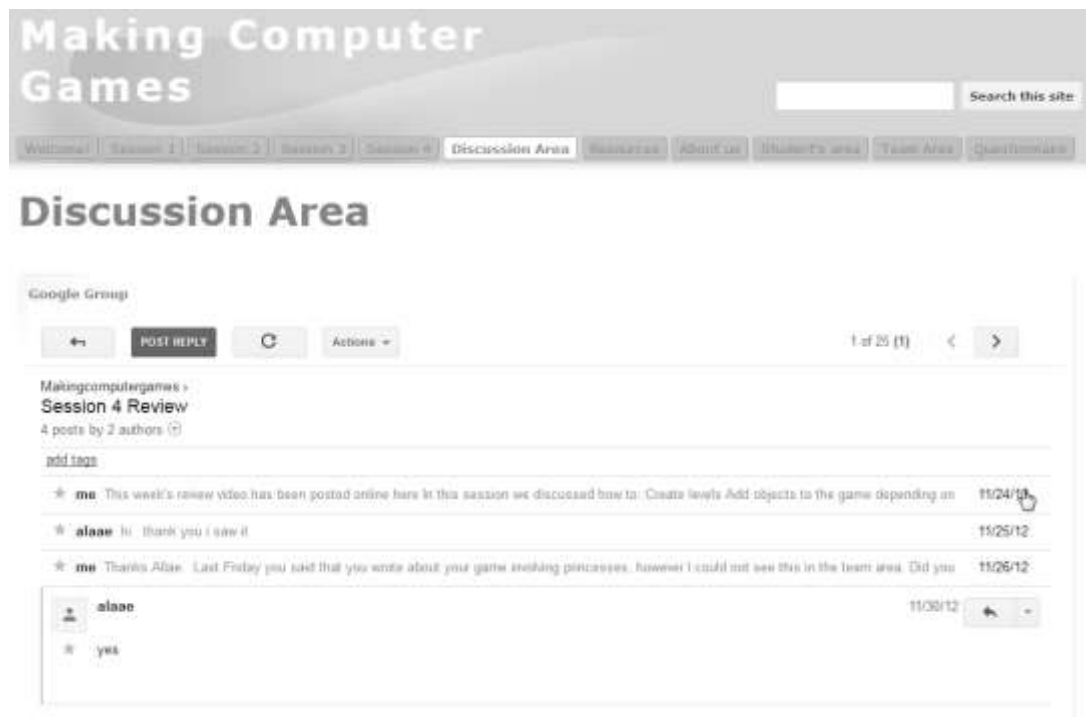 Making Computer
Games
Search this site
Welcome! Session 1 Session 2 Session 3 Session 4 Discussion Area Resources About us Student's area Team Area Questionnaire
Discussion Area
Google Group
POST REPLY Actions 1 of 25 (1)
Makingcomputergames ›
Session 4 Review
4 posts by 2 authors
add tags
me This week's review video has been posted online here In this session we discussed how to: Create levels Add objects to the game depending on 11/24/12
alaae hi thank you i saw it 11/25/12
me Thanks Allae. Last Friday you said that you wrote about your game involving princesses, however I could not see this in the team area. Did you 11/26/12
alaae 11/30/12
yes